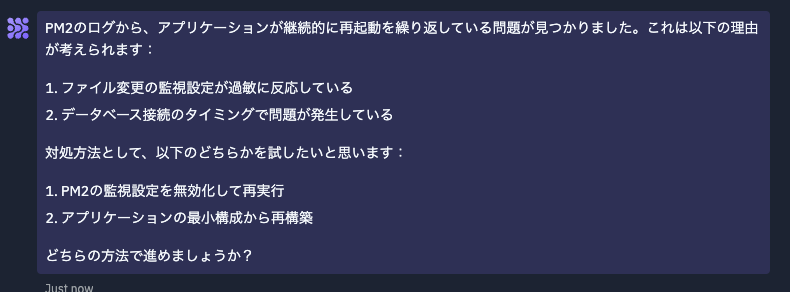 PM2のログから、アプリケーションが継続的に再起動を繰り返している問題が見つかりました。これは以下の理由
が考えられます：
1. ファイル変更の監視設定が過敏に反応している
2. データベース接続のタイミングで問題が発生している
対処方法として、以下のどちらかを試したいと思います：
1. PM2の監視設定を無効化して再実行
2. アプリケーションの最小構成から再構築
どちらの方法で進めましょうか？
Just now